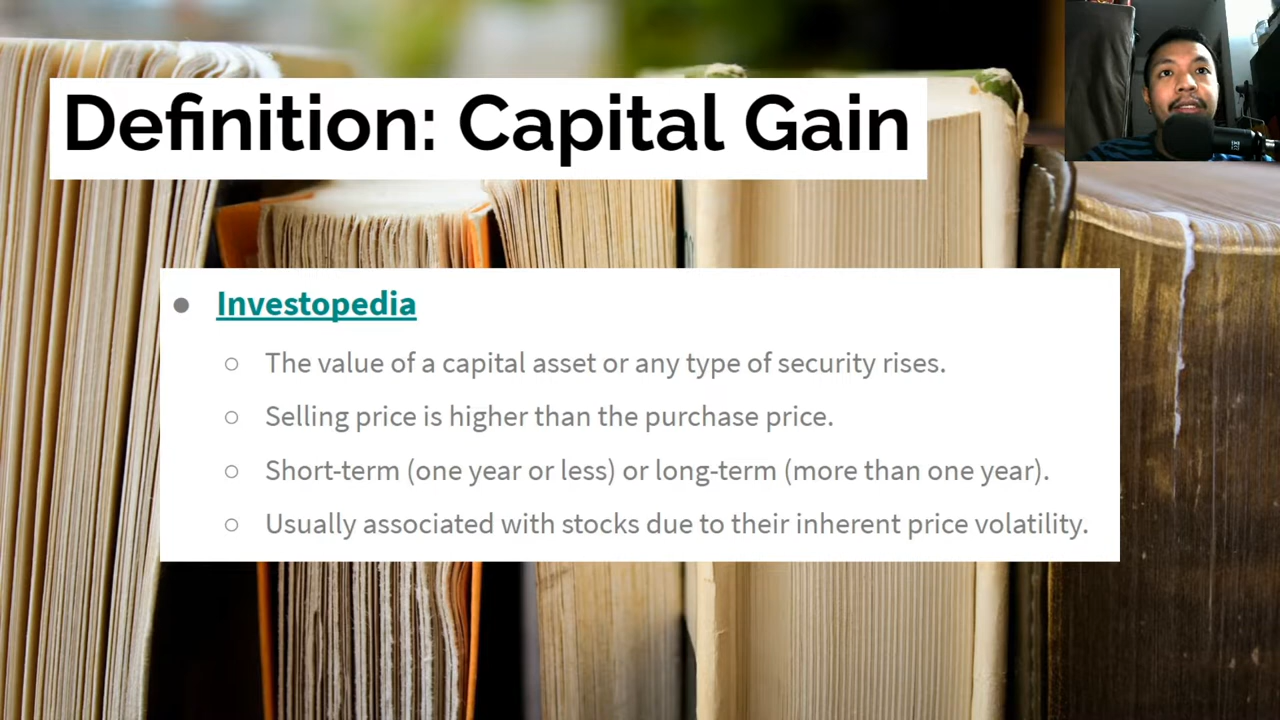 Definition: Capital Gain
Investopedia
The value of a capital asset or any type of security rises.
Selling price is higher than the purchase price.
Short-term (one year or less) or long-term (more than one year).
Usually associated with stocks due to their inherent price volatility.